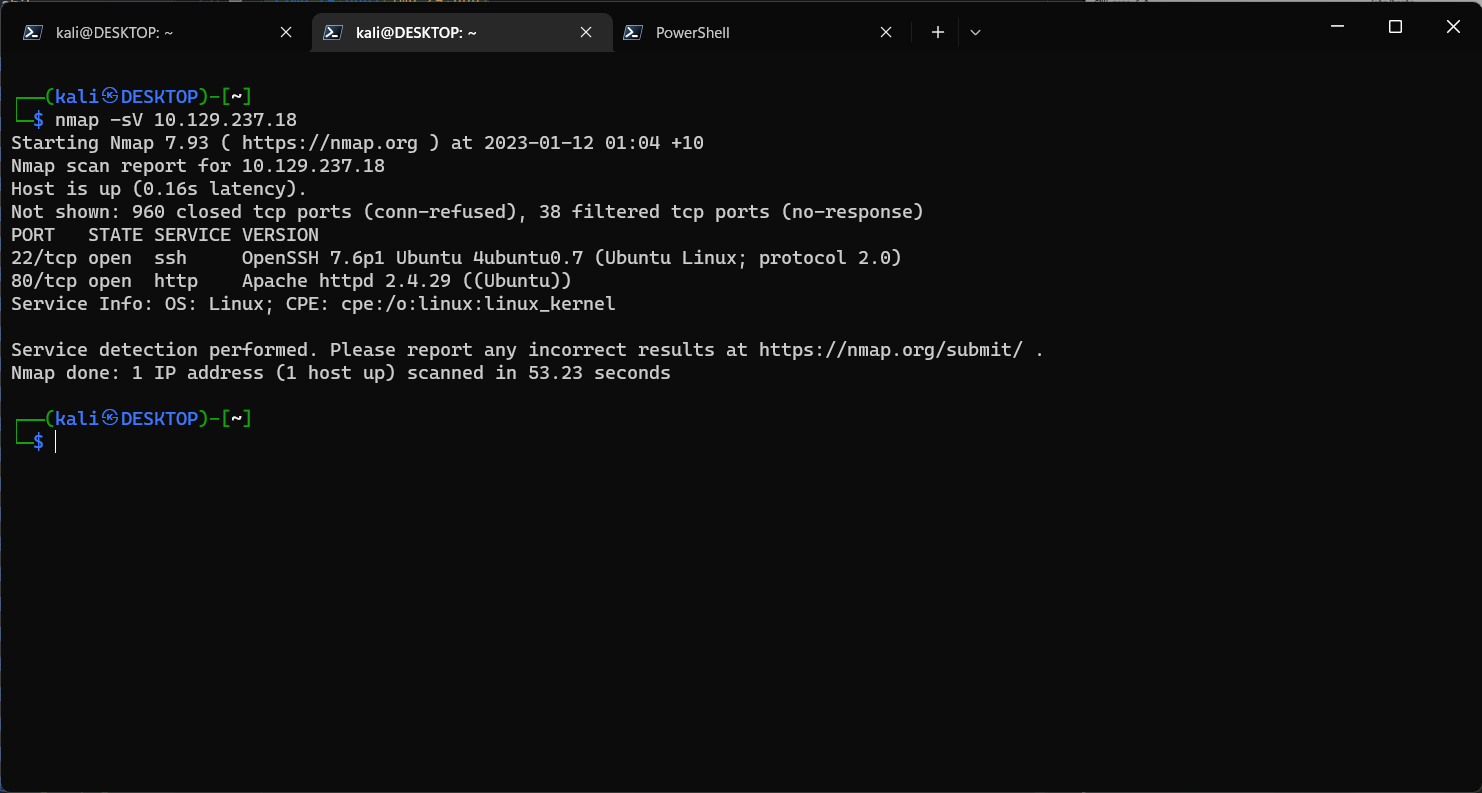 kali@DESKTOP: ~
kali@DESKTOP: ~
PowerShell
┌──(kali㉿DESKTOP)-[~]
└─$ nmap -sV 10.129.237.18
Starting Nmap 7.93 ( https://nmap.org ) at 2023-01-12 01:04 +10
Nmap scan report for 10.129.237.18
Host is up (0.16s latency).
Not shown: 960 closed tcp ports (conn-refused), 38 filtered tcp ports (no-response)
PORT   STATE SERVICE VERSION
22/tcp open  ssh     OpenSSH 7.6p1 Ubuntu 4ubuntu0.7 (Ubuntu Linux; protocol 2.0)
80/tcp open  http    Apache httpd 2.4.29 ((Ubuntu))
Service Info: OS: Linux; CPE: cpe:/o:linux:linux_kernel
Service detection performed. Please report any incorrect results at https://nmap.org/submit/ .
Nmap done: 1 IP address (1 host up) scanned in 53.23 seconds
┌──(kali㉿DESKTOP)-[~]
└─$